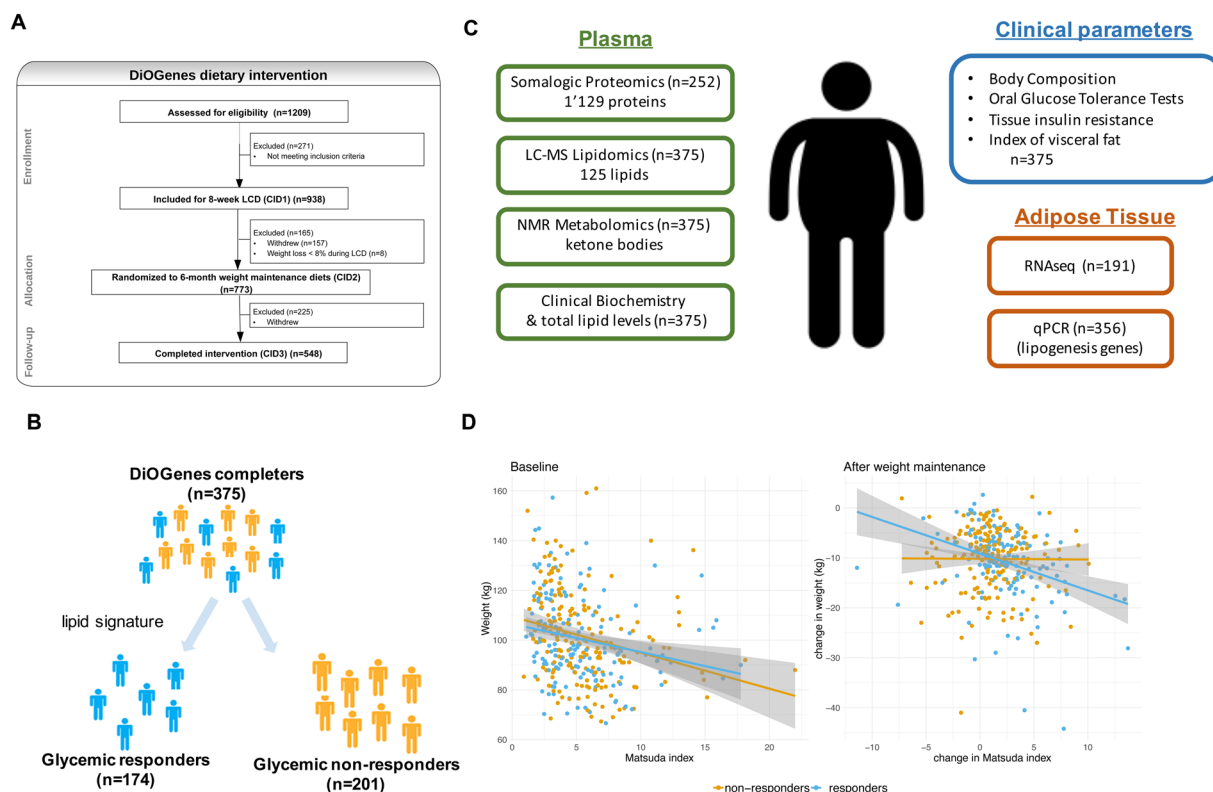 A
DiOGenes dietary intervention
Enrollment
Allocation
Follow-up
Assessed for eligibility (n=1209)
Excluded (n=271)
• Not meeting inclusion criteria
Included for 8-week LCD (CID1) (n=938)
Excluded (n=165)
• Withdrew (n=157)
• Weight loss < 8% during LCD (n=8)
Randomized to 6-month weight maintenance diets (CID2)
(n=773)
Excluded (n=225)
• Withdrew
Completed intervention (CID3) (n=548)
B
DiOGenes completers
(n=375)
lipid signature
Glycemic responders
(n=174)
Glycemic non-responders
(n=201)
C
Plasma
Somalogic Proteomics (n=252)
1'129 proteins
LC-MS Lipidomics (n=375)
125 lipids
NMR Metabolomics (n=375)
ketone bodies
Clinical Biochemistry
& total lipid levels (n=375)
Clinical parameters
• Body Composition
• Oral Glucose Tolerance Tests
• Tissue insulin resistance
• Index of visceral fat
n=375
Adipose Tissue
RNAseq (n=191)
qPCR (n=356)
(lipogenesis genes)
D
Baseline
Weight (kg)
160
140
120
100
80
60
0 5 10 15 20
Matsuda index
After weight maintenance
change in weight (kg)
0
−10
−20
−30
−40
−10 −5 0 5 10
change in Matsuda index
non-responders responders